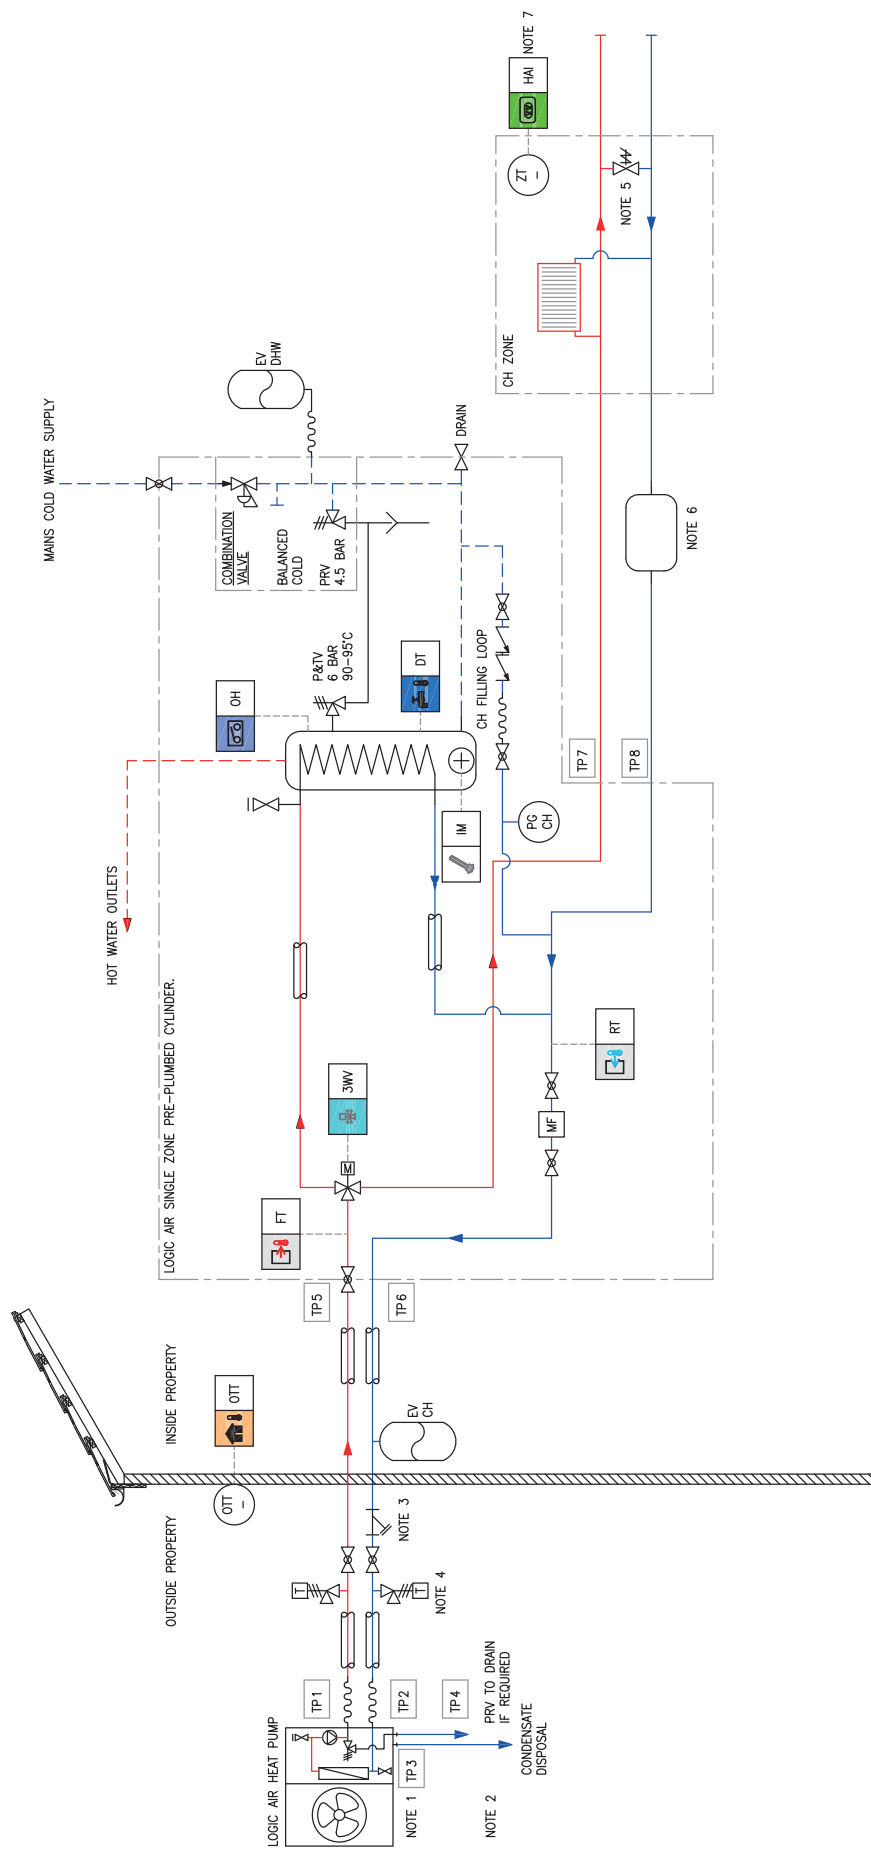 MAINS COLD WATER SUPPLY
HOT WATER OUTLETS
LOGIC AIR SINGLE ZONE PRE-PLUMBED CYLINDER.
INSIDE PROPERTY
OUTSIDE PROPERTY
OTT
–
OTT
LOGIC AIR HEAT PUMP
NOTE 1
NOTE 2
TP1
TP2
TP3
TP4
PRV TO DRAIN
IF REQUIRED
CONDENSATE
DISPOSAL
T
T
NOTE 4
NOTE 3
EV
CH
TP5
TP6
FT
M
3WV
MF
RT
OH
P&TV
6 BAR
90-95°C
DT
IM
CH FILLING LOOP
PG
CH
COMBINATION
VALVE
BALANCED
COLD
PRV
4.5 BAR
EV
DHW
DRAIN
TP7
TP8
NOTE 6
CH ZONE
NOTE 5
ZT
–
HAI
NOTE 7